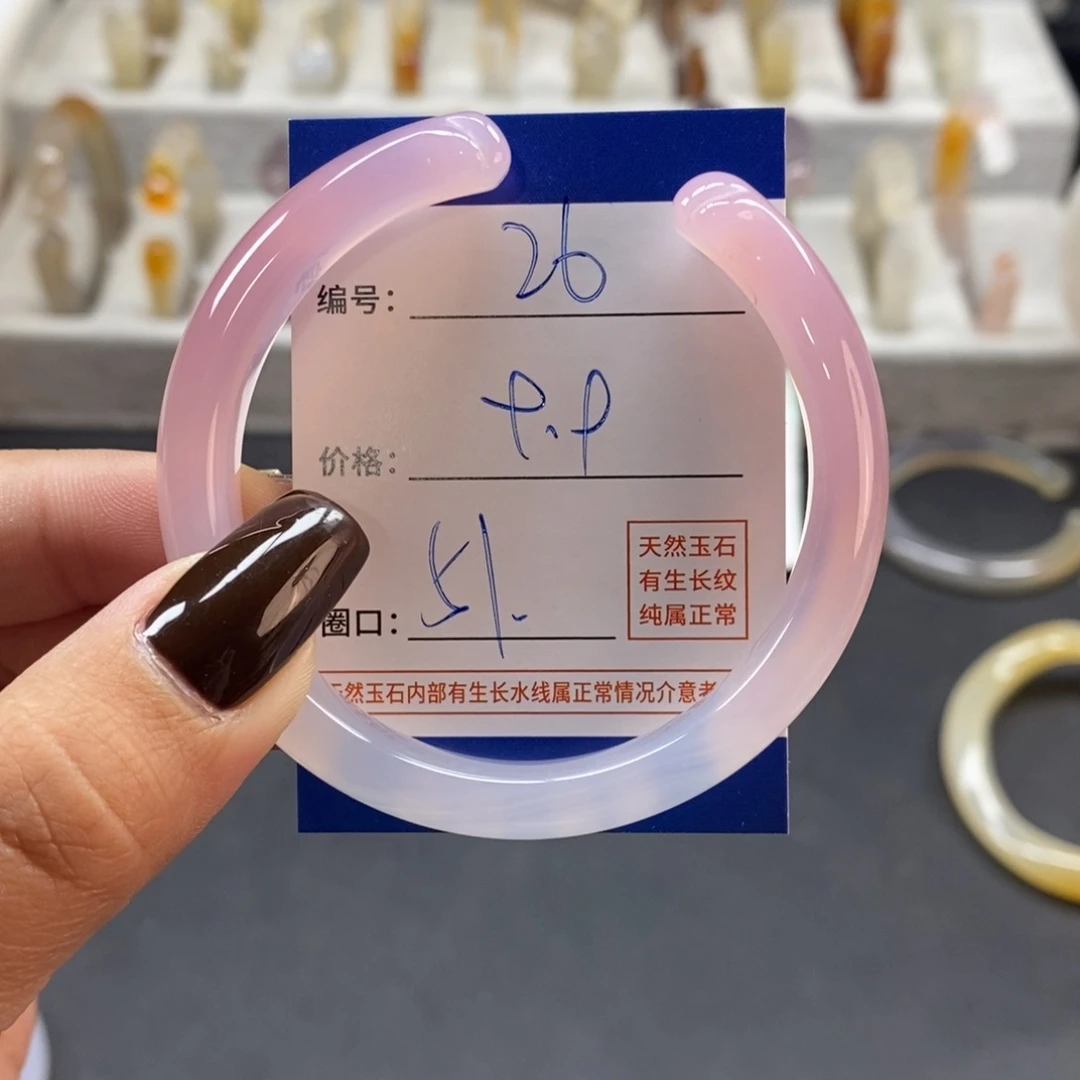 编号： 26
价格：
圈口： 51.
天然玉石
有生长纹
纯属正常
然玉石内部有生长水线属正常情况介意